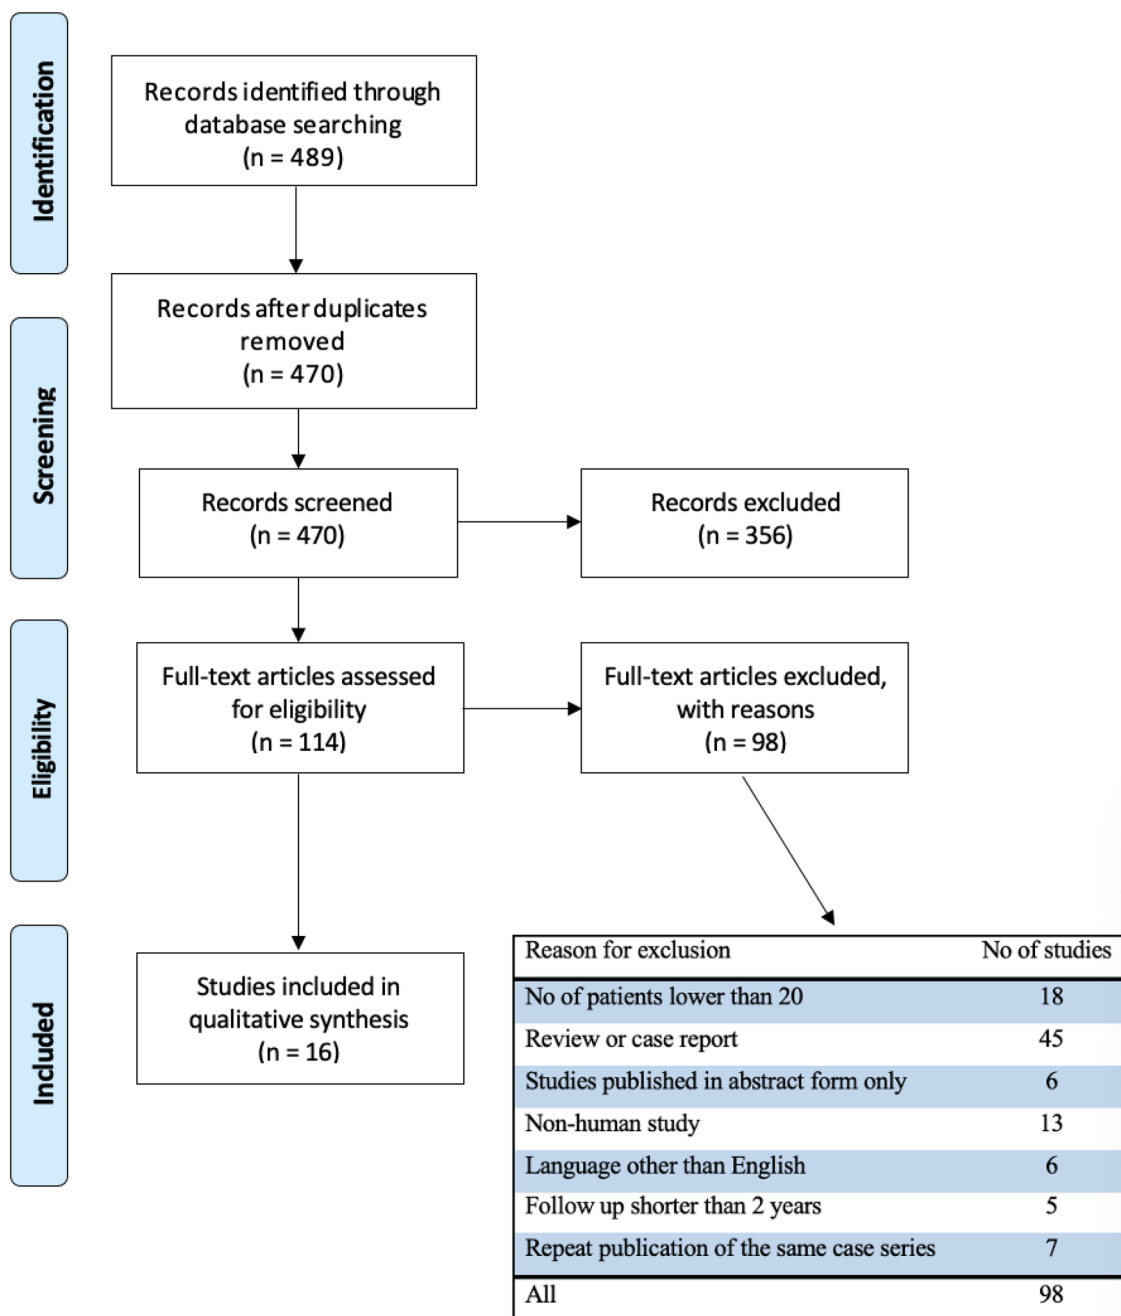 Identification
Records identified through
database searching
(n = 489)
Records after duplicates
removed
(n = 470)
Screening
Records screened
(n = 470)
Records excluded
(n = 356)
Eligibility
Full-text articles assessed
for eligibility
(n = 114)
Full-text articles excluded,
with reasons
(n = 98)
Included
Studies included in
qualitative synthesis
(n = 16)
Reason for exclusion No of studies
No of patients lower than 20 18
Review or case report 45
Studies published in abstract form only 6
Non-human study 13
Language other than English 6
Follow up shorter than 2 years 5
Repeat publication of the same case series 7
All 98